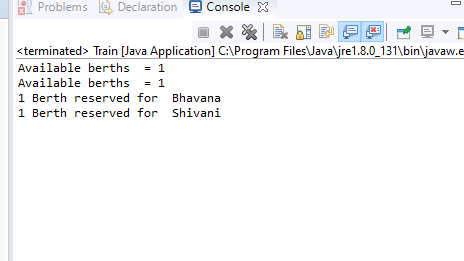 Problems Declaration Console
<terminated> Train [Java Application] C:\Program Files\Java\jre1.8.0_131\bin\javaw.e
Available berths  = 1
Available berths  = 1
1 Berth reserved for  Bhavana
1 Berth reserved for  Shivani